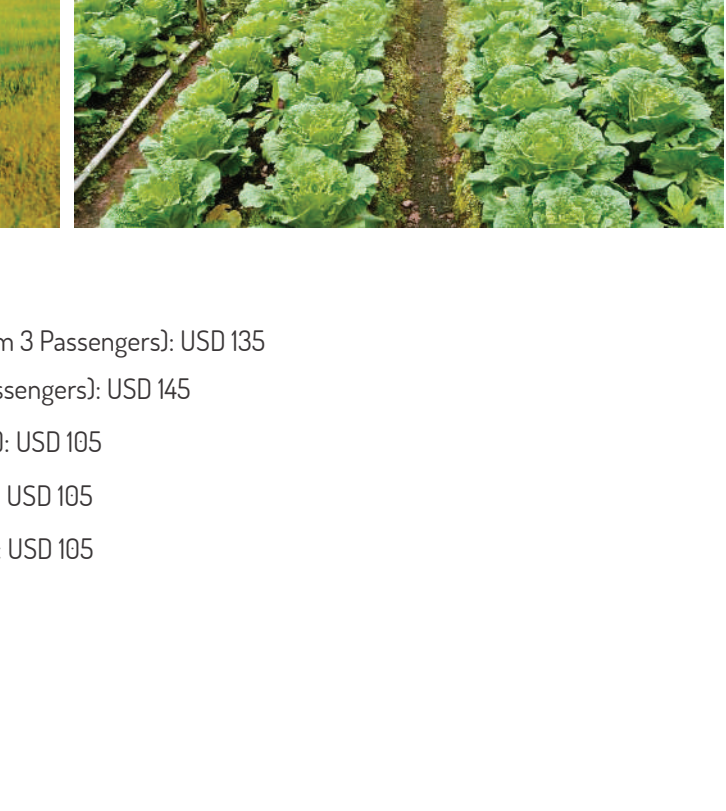 m 3 Passengers): USD 135
ssengers): USD 145
): USD 105
USD 105
: USD 105